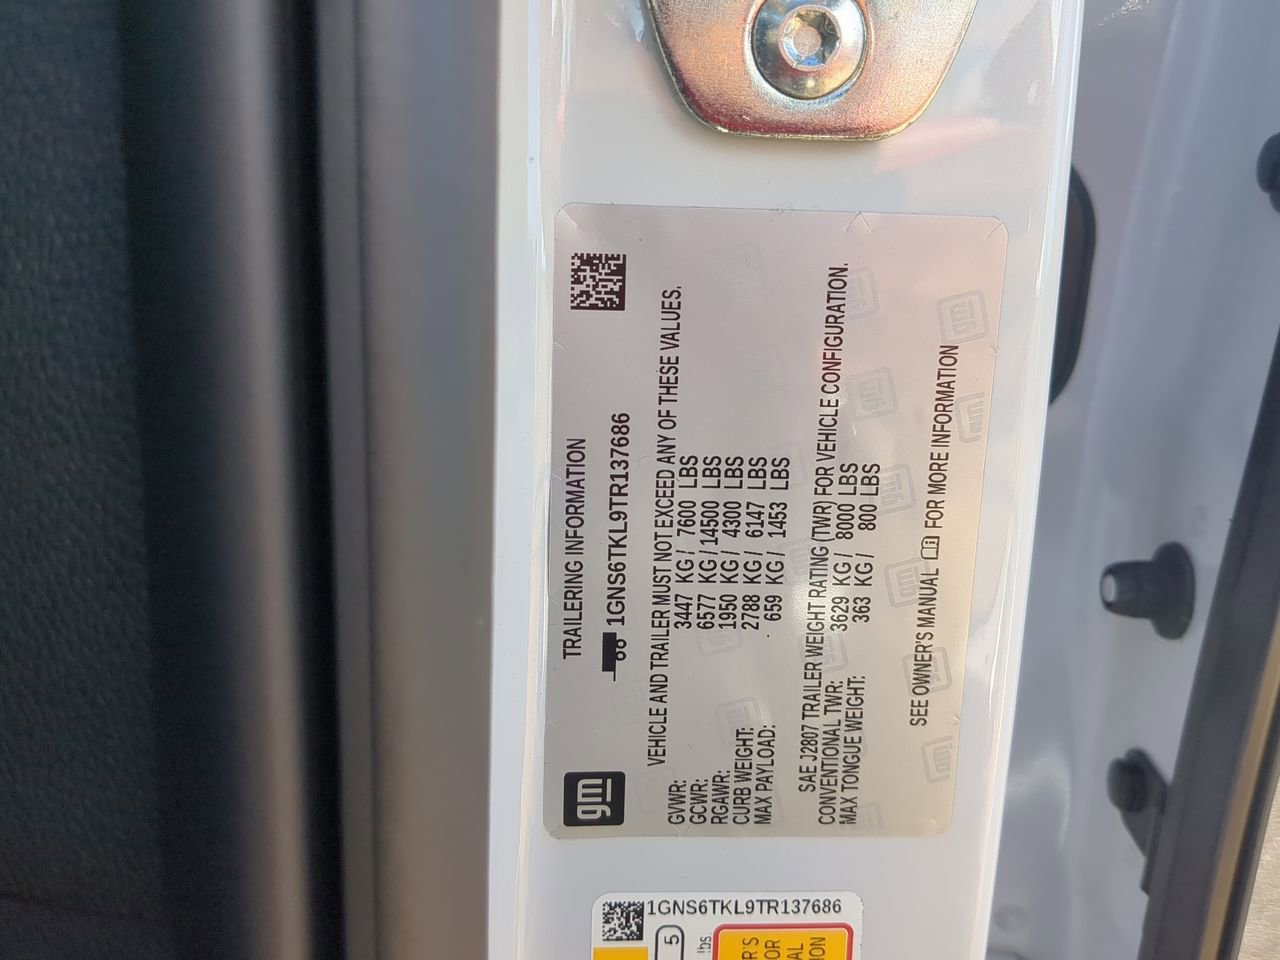 TRAILERING INFORMATION
gm
1GNS6TKL9TR137686
VEHICLE AND TRAILER MUST NOT EXCEED ANY OF THESE VALUES.
GVWR: 3447 KG / 7600 LBS
GCWR: 6577 KG / 14500 LBS
RGAWR: 1950 KG / 4300 LBS
CURB WEIGHT: 2788 KG / 6147 LBS
MAX PAYLOAD: 659 KG / 1453 LBS
SAE J2807 TRAILER WEIGHT RATING (TWR) FOR VEHICLE CONFIGURATION.
CONVENTIONAL TWR: 3629 KG / 8000 LBS
MAX TONGUE WEIGHT: 363 KG / 800 LBS
SEE OWNER'S MANUAL FOR MORE INFORMATION
1GNS6TKL9TR137686
5
lbs